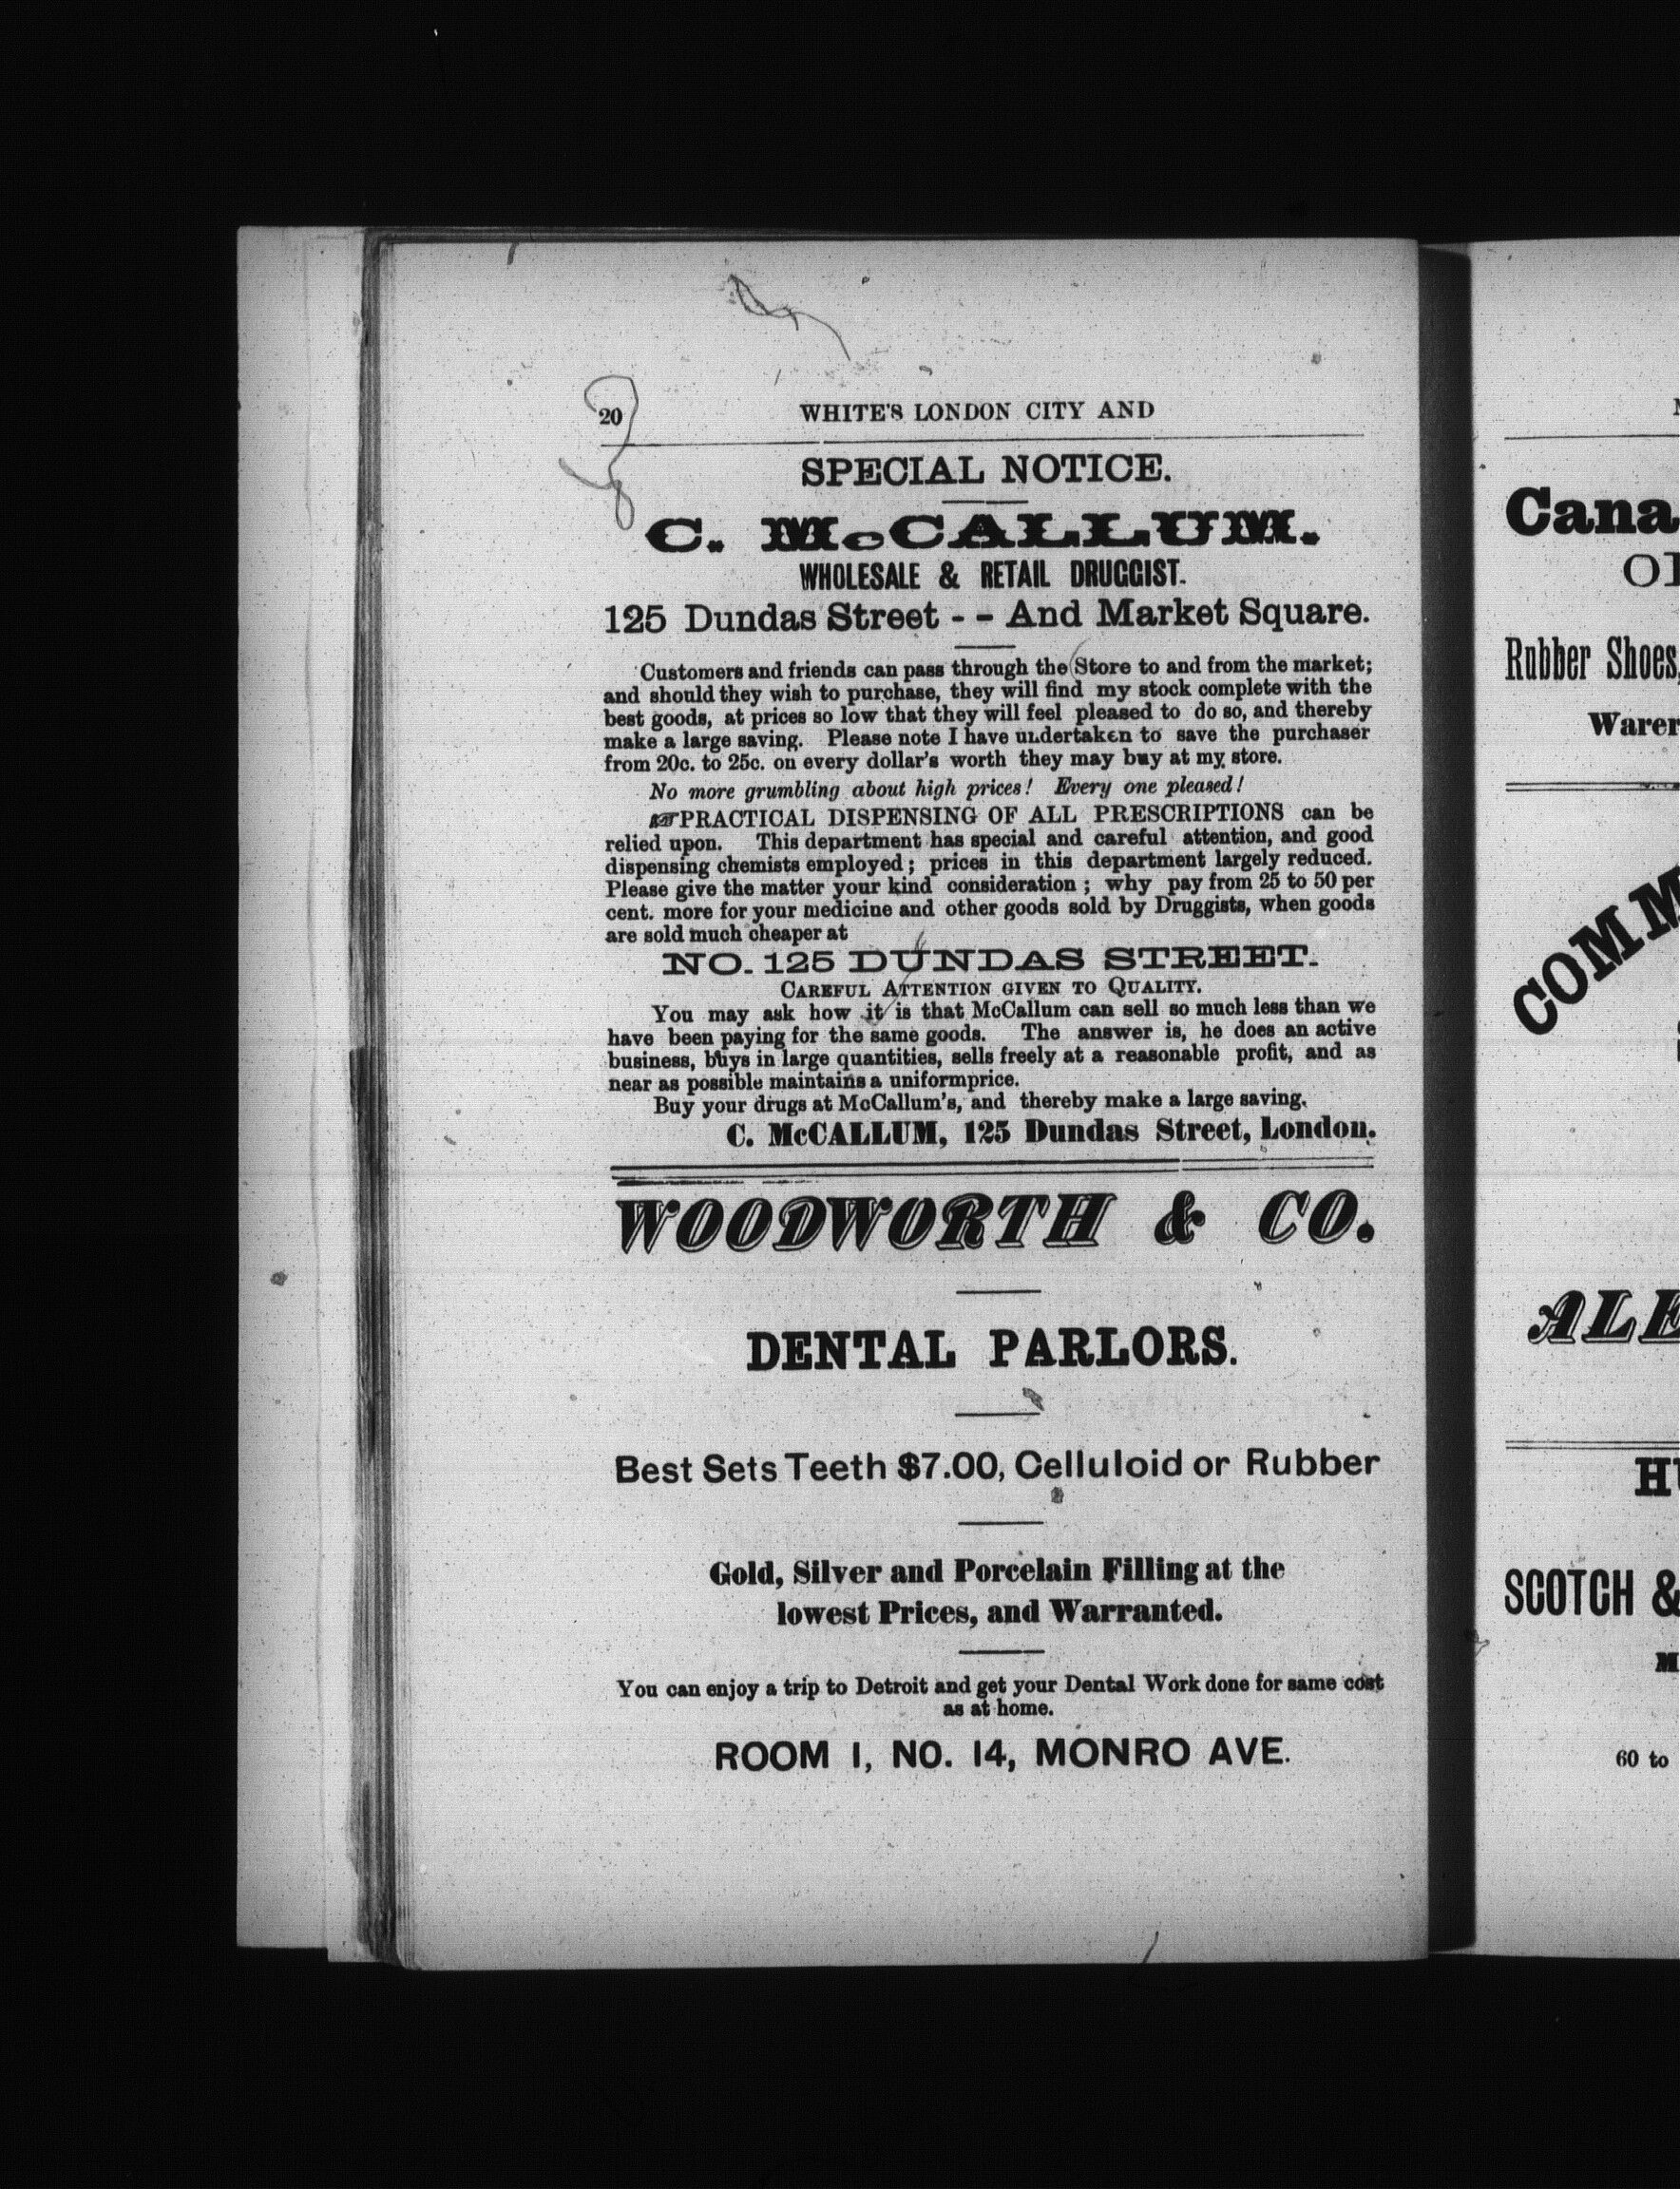 20 WHITE'S LONDON CITY AND
SPECIAL NOTICE.
C. McCALLUM.
WHOLESALE & RETAIL DRUGGIST.
125 Dundas Street - - And Market Square.
Customers and friends can pass through the Store to and from the market;
and should they wish to purchase, they will find my stock complete with the
best goods, at prices so low that they will feel pleased to do so, and thereby
make a large saving. Please note I have undertaken to save the purchaser
from 20c. to 25c. on every dollar's worth they may buy at my store.
No more grumbling about high prices! Every one pleased!
☞PRACTICAL DISPENSING OF ALL PRESCRIPTIONS can be
relied upon. This department has special and careful attention, and good
dispensing chemists employed; prices in this department largely reduced.
Please give the matter your kind consideration; why pay from 25 to 50 per
cent. more for your medicine and other goods sold by Druggists, when goods
are sold much cheaper at
NO. 125 DUNDAS STREET.
CAREFUL ATTENTION GIVEN TO QUALITY.
You may ask how it is that McCallum can sell so much less than we
have been paying for the same goods. The answer is, he does an active
business, buys in large quantities, sells freely at a reasonable profit, and as
near as possible maintains a uniformprice.
Buy your drugs at McCallum's, and thereby make a large saving.
C. McCALLUM, 125 Dundas Street, London.
WOODWORTH & CO.
DENTAL PARLORS.
Best Sets Teeth $7.00, Celluloid or Rubber
Gold, Silver and Porcelain Filling at the
lowest Prices, and Warranted.
You can enjoy a trip to Detroit and get your Dental Work done for same cost
as at home.
ROOM 1, NO. 14, MONRO AVE.
Cana
Rubber Shoes,
Warer
COMM
ALE
SCOTCH &
60 to